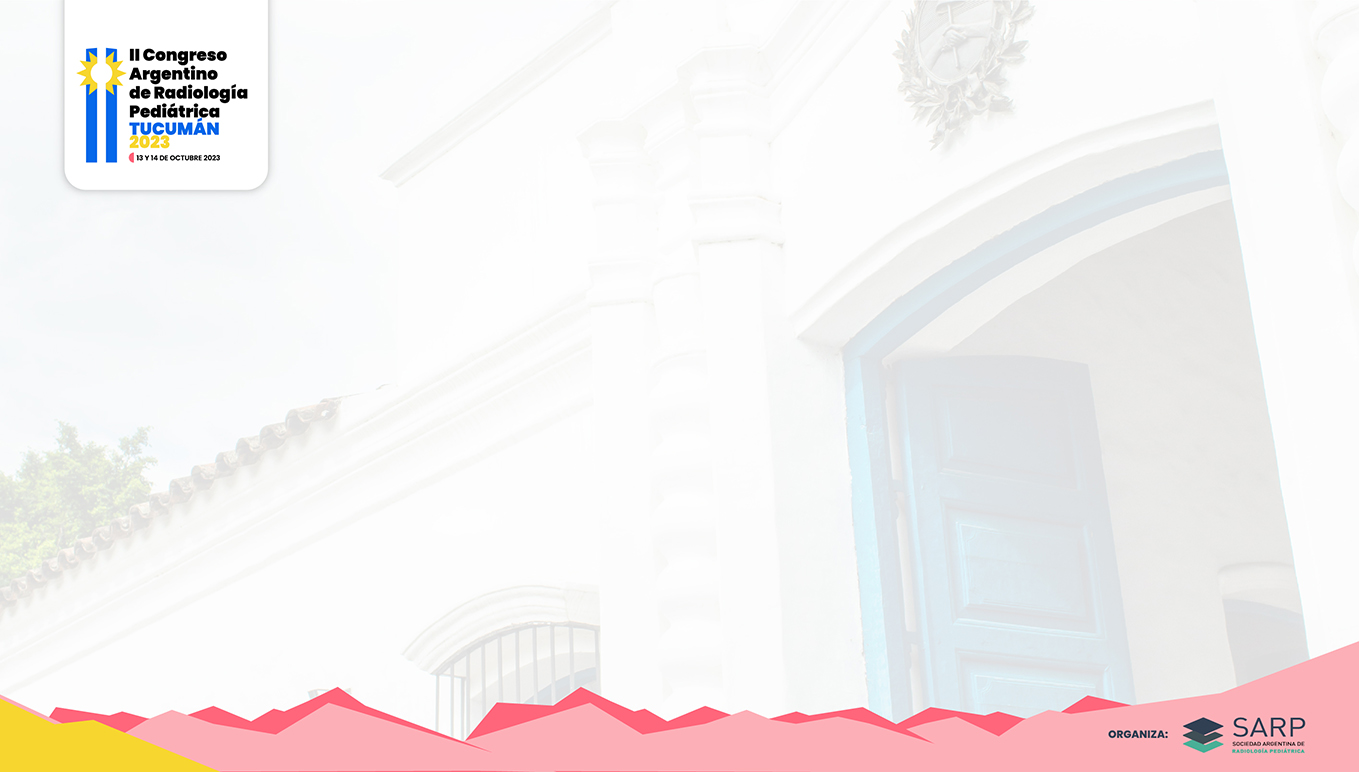 II Congreso
Argentino
de Radiología
Pediátrica
TUCUMÁN
2023
13 Y 14 DE OCTUBRE 2023
ORGANIZA:
SARP
SOCIEDAD ARGENTINA DE
RADIOLOGÍA PEDIÁTRICA